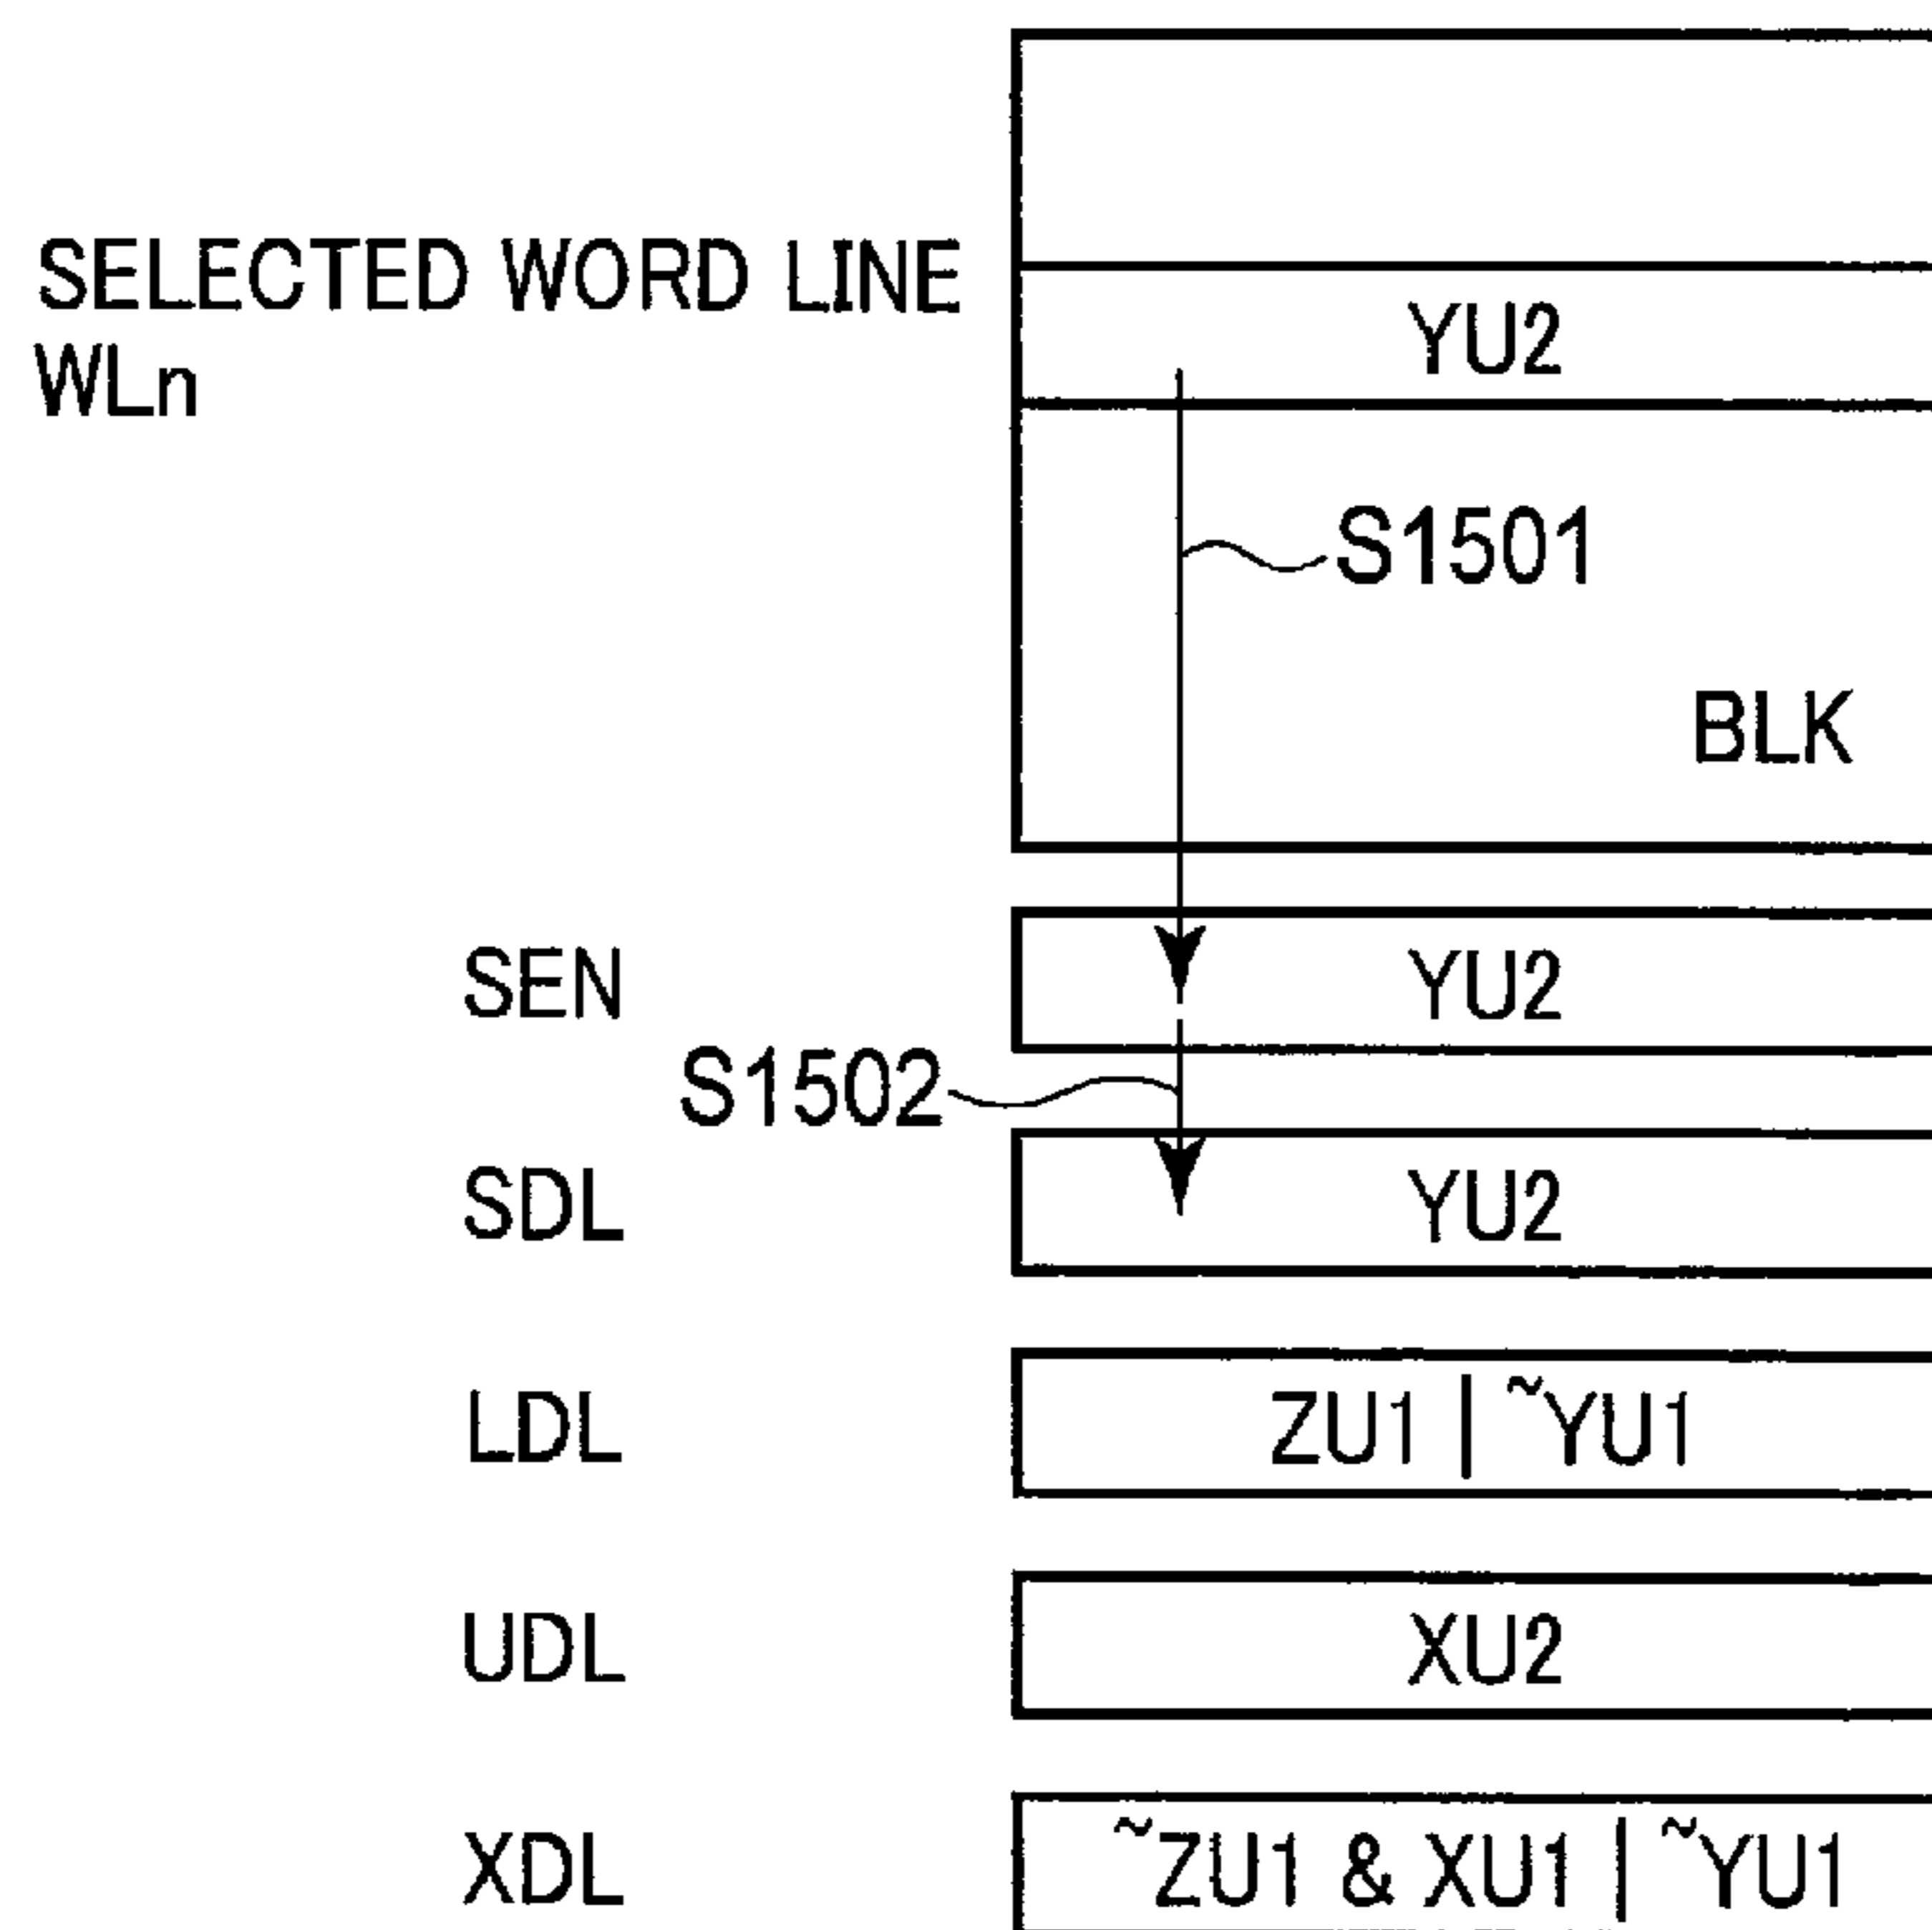 SELECTED WORD LINE
WLn
YU2
S1501
BLK
SEN
YU2
S1502
SDL
YU2
LDL
ZU1 | ~YU1
UDL
XU2
XDL
~ZU1 & XU1 | ~YU1